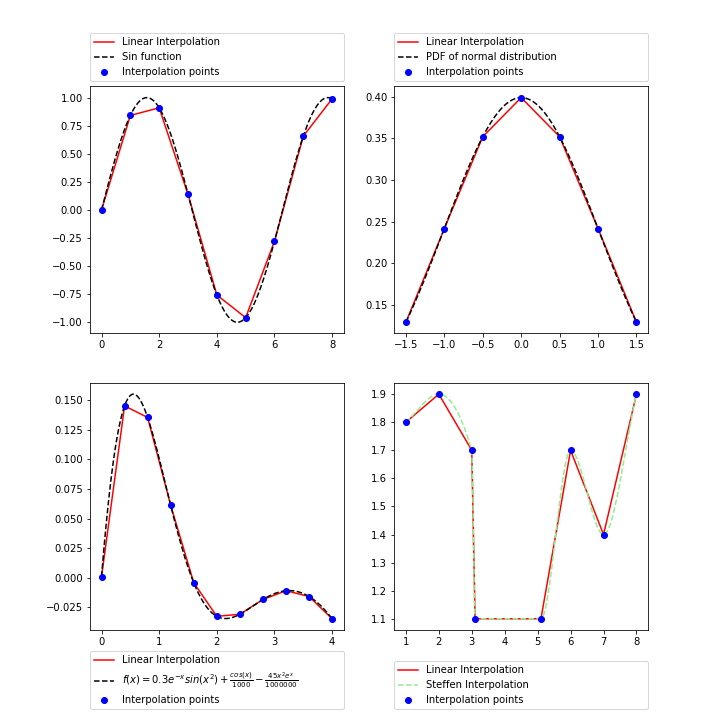 Linear Interpolation
Sin function
Interpolation points
1.00
0.75
0.50
0.25
0.00
−0.25
−0.50
−0.75
−1.00
0 2 4 6 8
Linear Interpolation
PDF of normal distribution
Interpolation points
0.40
0.35
0.30
0.25
0.20
0.15
−1.5 −1.0 −0.5 0.0 0.5 1.0 1.5
0.150
0.125
0.100
0.075
0.050
0.025
0.000
−0.025
0 1 2 3 4
Linear Interpolation
f(x) = 0.3e^{−x}sin(x²) + \frac{cos(x)}{1000} − \frac{45x²e^{x}}{1000000}
Interpolation points
1.9
1.8
1.7
1.6
1.5
1.4
1.3
1.2
1.1
1 2 3 4 5 6 7 8
Linear Interpolation
Steffen Interpolation
Interpolation points